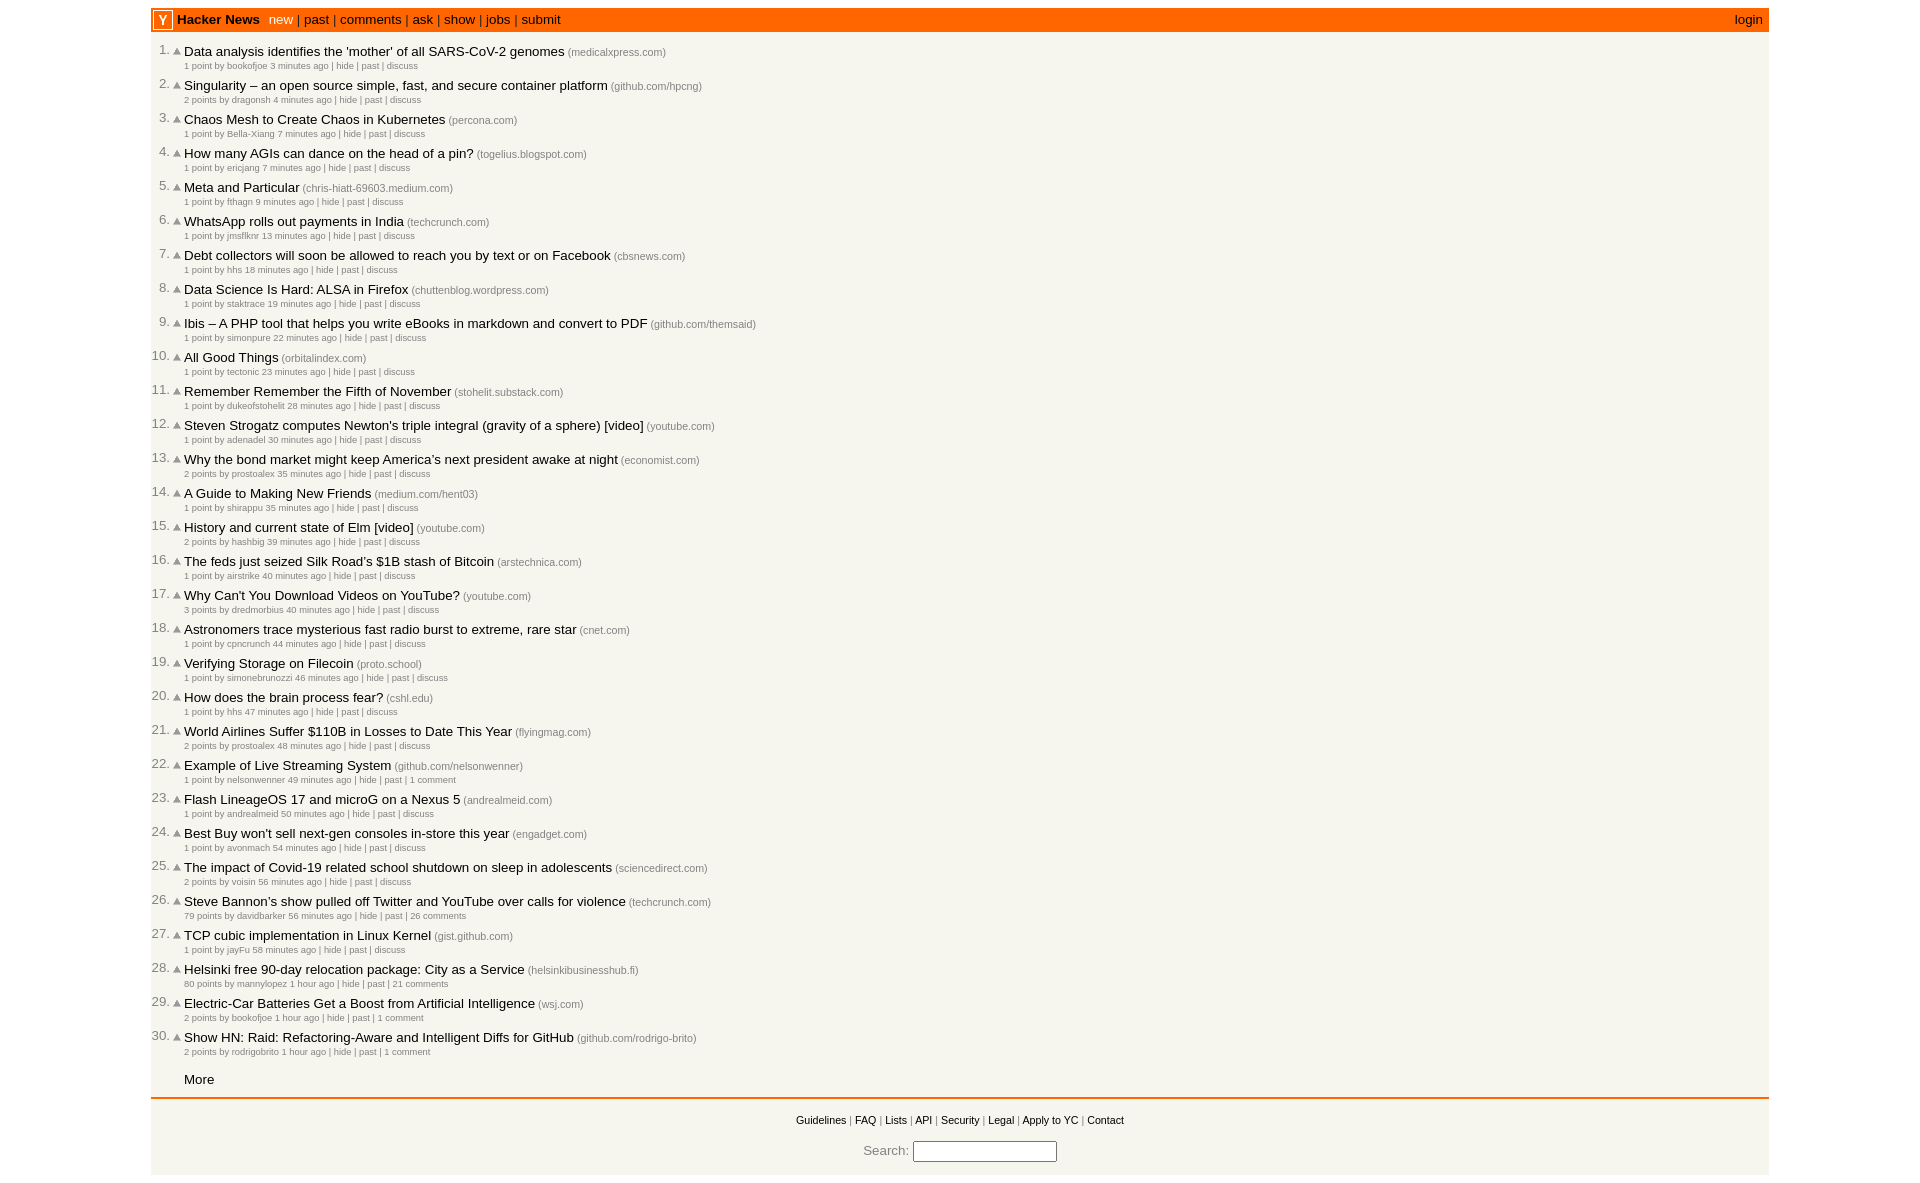 Y Hacker News new | past | comments | ask | show | jobs | submit login
1. Data analysis identifies the 'mother' of all SARS-CoV-2 genomes (medicalxpress.com)
1 point by bookofjoe 3 minutes ago | hide | past | discuss
2. Singularity – an open source simple, fast, and secure container platform (github.com/hpcng)
2 points by dragonsh 4 minutes ago | hide | past | discuss
3. Chaos Mesh to Create Chaos in Kubernetes (percona.com)
1 point by Bella-Xiang 7 minutes ago | hide | past | discuss
4. How many AGIs can dance on the head of a pin? (togelius.blogspot.com)
1 point by ericjang 7 minutes ago | hide | past | discuss
5. Meta and Particular (chris-hiatt-69603.medium.com)
1 point by fthagn 9 minutes ago | hide | past | discuss
6. WhatsApp rolls out payments in India (techcrunch.com)
1 point by jmsflknr 13 minutes ago | hide | past | discuss
7. Debt collectors will soon be allowed to reach you by text or on Facebook (cbsnews.com)
1 point by hhs 18 minutes ago | hide | past | discuss
8. Data Science Is Hard: ALSA in Firefox (chuttenblog.wordpress.com)
1 point by staktrace 19 minutes ago | hide | past | discuss
9. Ibis – A PHP tool that helps you write eBooks in markdown and convert to PDF (github.com/themsaid)
1 point by simonpure 22 minutes ago | hide | past | discuss
10. All Good Things (orbitalindex.com)
1 point by tectonic 23 minutes ago | hide | past | discuss
11. Remember Remember the Fifth of November (stohelit.substack.com)
1 point by dukeofstohelit 28 minutes ago | hide | past | discuss
12. Steven Strogatz computes Newton's triple integral (gravity of a sphere) [video] (youtube.com)
1 point by adenadel 30 minutes ago | hide | past | discuss
13. Why the bond market might keep America’s next president awake at night (economist.com)
2 points by prostoalex 35 minutes ago | hide | past | discuss
14. A Guide to Making New Friends (medium.com/hent03)
1 point by shirappu 35 minutes ago | hide | past | discuss
15. History and current state of Elm [video] (youtube.com)
2 points by hashbig 39 minutes ago | hide | past | discuss
16. The feds just seized Silk Road’s $1B stash of Bitcoin (arstechnica.com)
1 point by airstrike 40 minutes ago | hide | past | discuss
17. Why Can't You Download Videos on YouTube? (youtube.com)
3 points by dredmorbius 40 minutes ago | hide | past | discuss
18. Astronomers trace mysterious fast radio burst to extreme, rare star (cnet.com)
1 point by cpncrunch 44 minutes ago | hide | past | discuss
19. Verifying Storage on Filecoin (proto.school)
1 point by simonebrunozzi 46 minutes ago | hide | past | discuss
20. How does the brain process fear? (cshl.edu)
1 point by hhs 47 minutes ago | hide | past | discuss
21. World Airlines Suffer $110B in Losses to Date This Year (flyingmag.com)
2 points by prostoalex 48 minutes ago | hide | past | discuss
22. Example of Live Streaming System (github.com/nelsonwenner)
1 point by nelsonwenner 49 minutes ago | hide | past | 1 comment
23. Flash LineageOS 17 and microG on a Nexus 5 (andrealmeid.com)
1 point by andrealmeid 50 minutes ago | hide | past | discuss
24. Best Buy won't sell next-gen consoles in-store this year (engadget.com)
1 point by avonmach 54 minutes ago | hide | past | discuss
25. The impact of Covid-19 related school shutdown on sleep in adolescents (sciencedirect.com)
2 points by voisin 56 minutes ago | hide | past | discuss
26. Steve Bannon’s show pulled off Twitter and YouTube over calls for violence (techcrunch.com)
79 points by davidbarker 56 minutes ago | hide | past | 26 comments
27. TCP cubic implementation in Linux Kernel (gist.github.com)
1 point by jayFu 58 minutes ago | hide | past | discuss
28. Helsinki free 90-day relocation package: City as a Service (helsinkibusinesshub.fi)
80 points by mannylopez 1 hour ago | hide | past | 21 comments
29. Electric-Car Batteries Get a Boost from Artificial Intelligence (wsj.com)
2 points by bookofjoe 1 hour ago | hide | past | 1 comment
30. Show HN: Raid: Refactoring-Aware and Intelligent Diffs for GitHub (github.com/rodrigo-brito)
2 points by rodrigobrito 1 hour ago | hide | past | 1 comment
More
Guidelines | FAQ | Lists | API | Security | Legal | Apply to YC | Contact
Search: